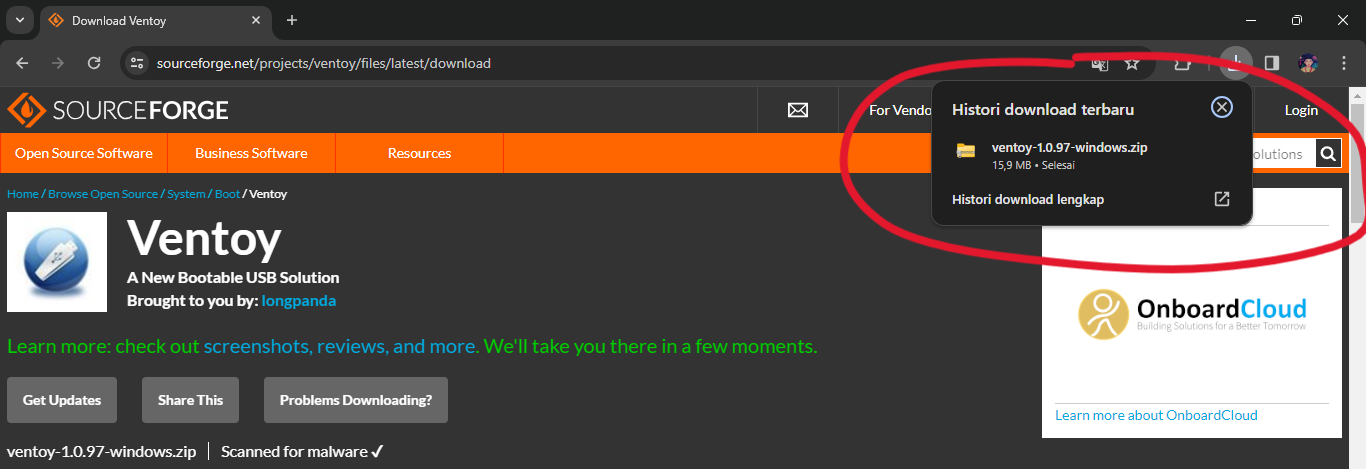 Download Ventoy
sourceforge.net/projects/ventoy/files/latest/download
SOURCEFORGE
For Vendo
Login
Histori download terbaru
ventoy-1.0.97-windows.zip
15,9 MB • Selesai
Histori download lengkap
Open Source Software
Business Software
Resources
olutions
Home / Browse Open Source / System / Boot / Ventoy
Ventoy
A New Bootable USB Solution
Brought to you by: longpanda
OnboardCloud
Building Solutions for a Better Tomorrow
Learn more: check out screenshots, reviews, and more. We'll take you there in a few moments.
Get Updates
Share This
Problems Downloading?
Learn more about OnboardCloud
ventoy-1.0.97-windows.zip | Scanned for malware ✓